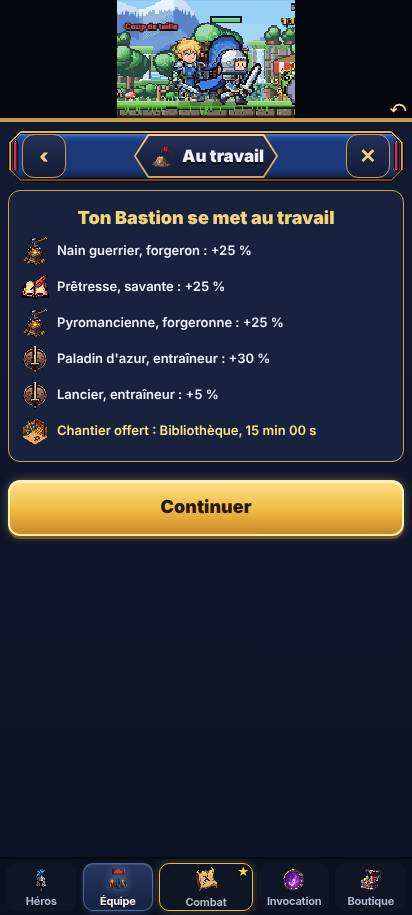 Coup de taille
Au travail
Ton Bastion se met au travail
Nain guerrier, forgeron : +25 %
Prêtresse, savante : +25 %
Pyromancienne, forgeronne : +25 %
Paladin d'azur, entraîneur : +30 %
Lancier, entraîneur : +5 %
Chantier offert : Bibliothèque, 15 min 00 s
Continuer
Héros
Équipe
Combat
Invocation
Boutique